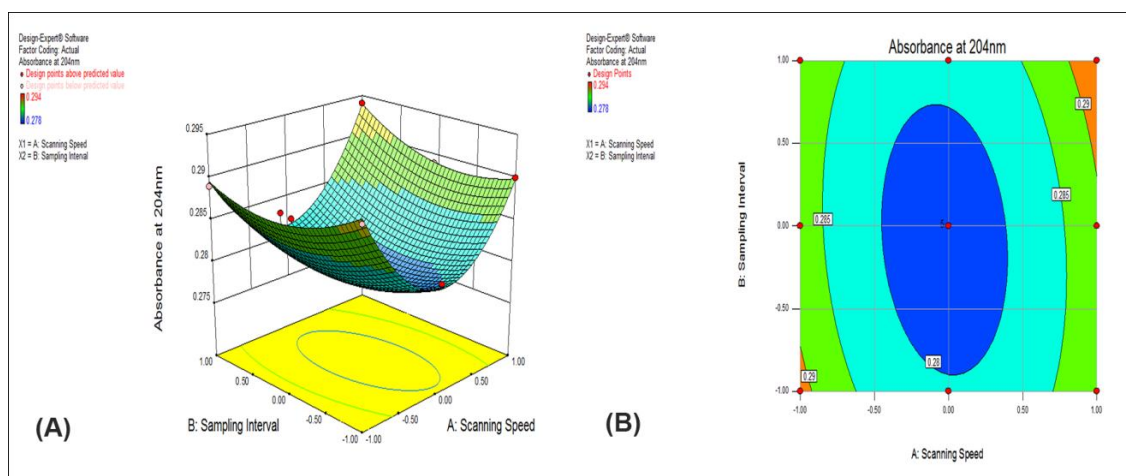 Design-Expert® Software
Factor Coding: Actual
Absorbance at 204nm
Design points above predicted value
Design points below predicted value
0.294
0.278
X1 = A: Scanning Speed
X2 = B: Sampling Interval
0.295
0.29
0.285
0.28
0.275
Absorbance at 204nm
1.00
0.50
0.00
-0.50
-1.00
B: Sampling Interval
-1.00
-0.50
0.00
0.50
1.00
A: Scanning Speed
(A)
Design-Expert® Software
Factor Coding: Actual
Absorbance at 204nm
Design Points
0.294
0.278
X1 = A: Scanning Speed
X2 = B: Sampling Interval
Absorbance at 204nm
1.00
0.50
0.00
-0.50
-1.00
B: Sampling Interval
0.29
0.285
0.285
0.28
0.29
-1.00
-0.50
0.00
0.50
1.00
A: Scanning Speed
(B)